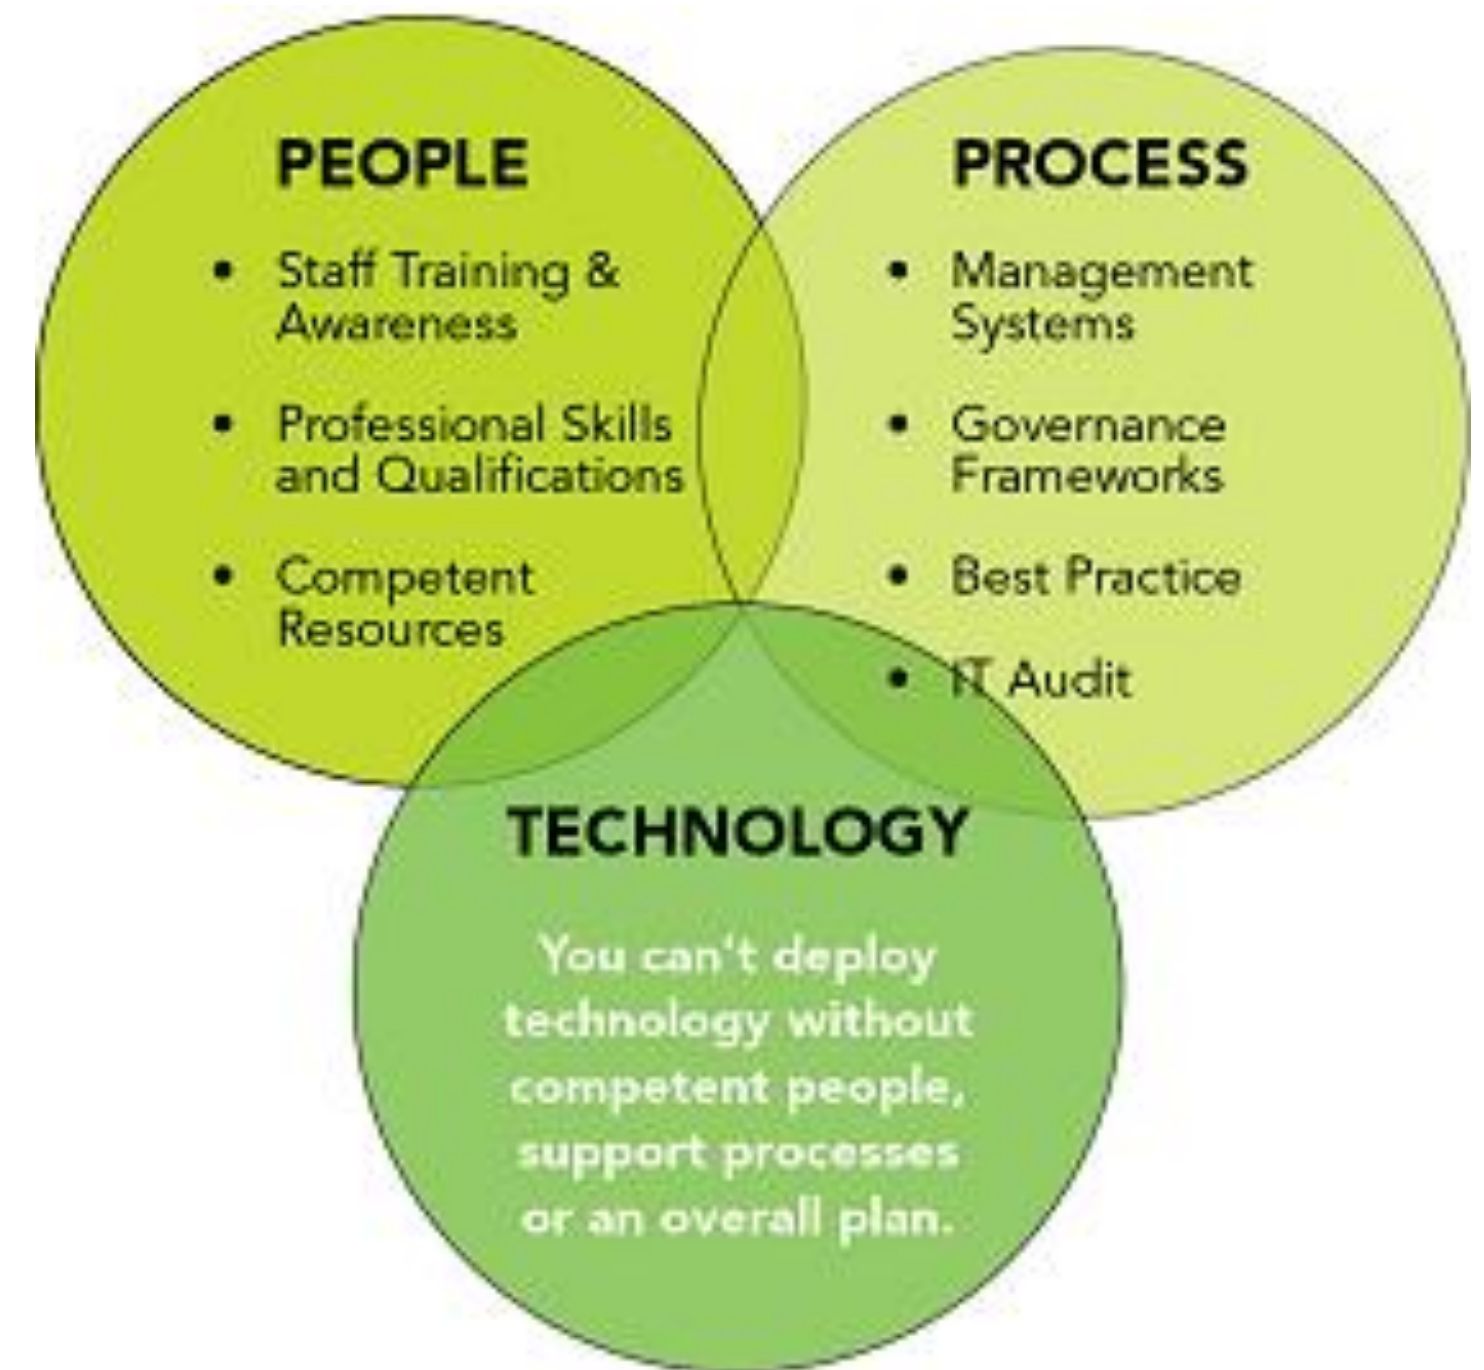 PEOPLE
• Staff Training &
Awareness
• Professional Skills
and Qualifications
• Competent
Resources
PROCESS
• Management
Systems
• Governance
Frameworks
• Best Practice
• IT Audit
TECHNOLOGY
You can't deploy
technology without
competent people,
support processes
or an overall plan.